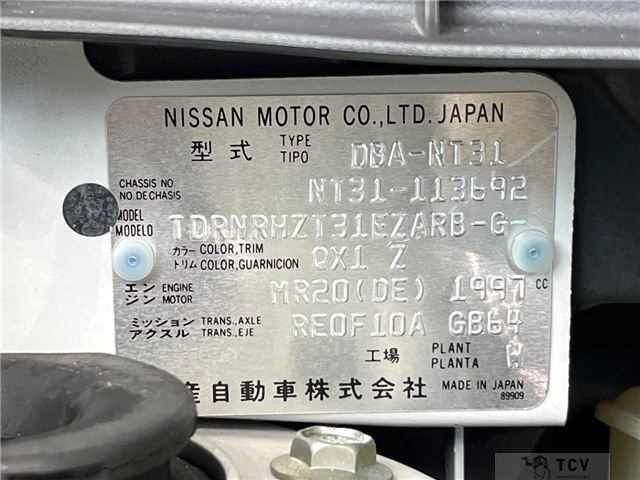 NISSAN MOTOR CO.,LTD. JAPAN
型式 TYPE TIPO DBA-NT31
CHASSIS NO. NO.DE CHASIS NT31-113692
MODEL MODELO TDRNRHZT31EZARB-G-
カラー COLOR,TRIM
トリム COLOR,GUARNICION QX1 Z
エンジン ENGINE MOTOR MR20(DE) 1997 CC
ミッション TRANS.,AXLE
アクスル TRANS.,EJE RE0F10A GB64
工場 PLANT PLANTA
産自動車株式会社 MADE IN JAPAN
89909
TCV